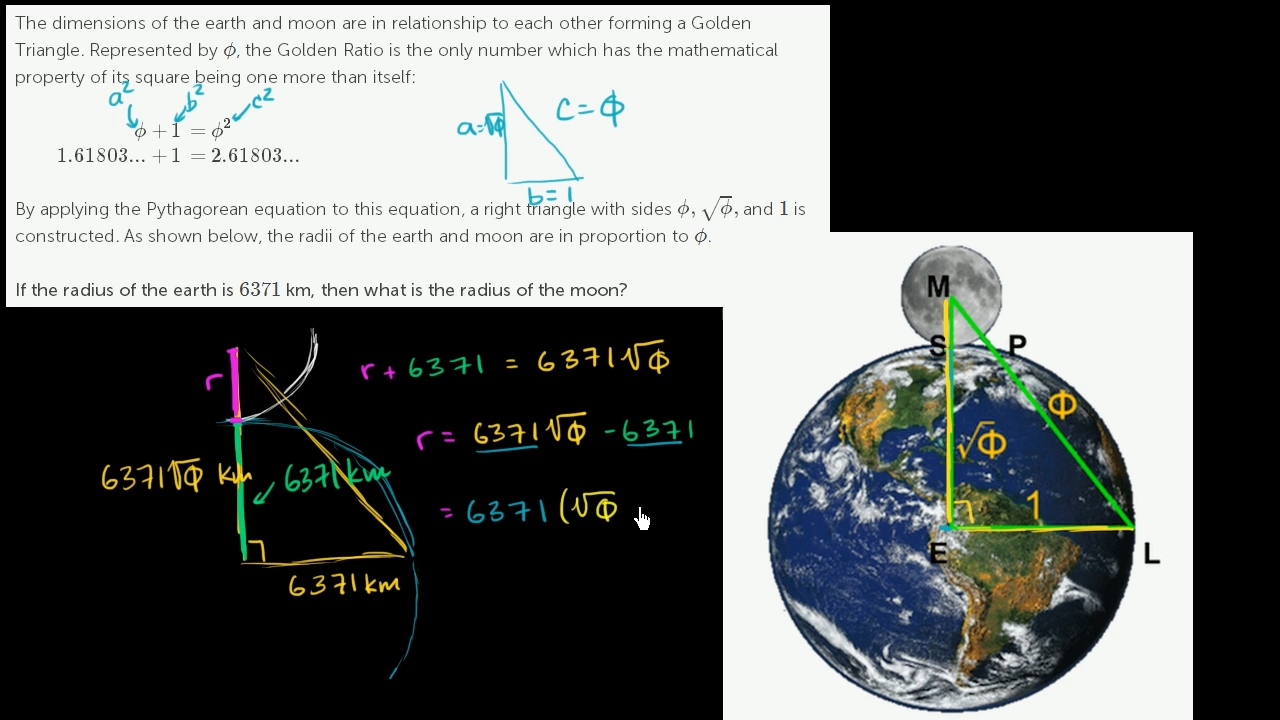 The dimensions of the earth and moon are in relationship to each other forming a Golden
Triangle. Represented by ϕ, the Golden Ratio is the only number which has the mathematical
property of its square being one more than itself:
a² b² c²
ϕ + 1 = ϕ²
1.61803... + 1 = 2.61803...
a=√ϕ
c=ϕ
b=1
By applying the Pythagorean equation to this equation, a right triangle with sides ϕ, √ϕ, and 1 is
constructed. As shown below, the radii of the earth and moon are in proportion to ϕ.
If the radius of the earth is 6371 km, then what is the radius of the moon?
r
6371√ϕ km
6371 km
6371 km
r + 6371 = 6371√ϕ
r = 6371√ϕ - 6371
= 6371(√ϕ
M
S
P
Φ
√Φ
1
E
L